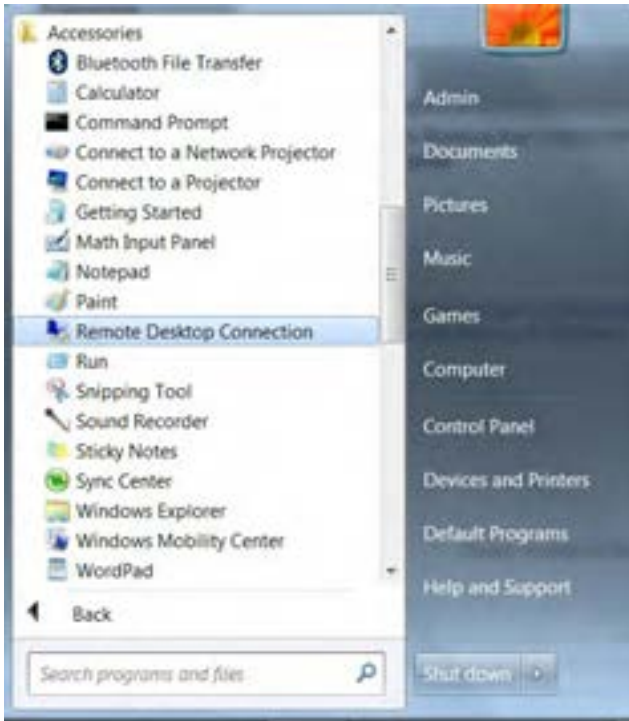 Accessories
Bluetooth File Transfer
Calculator
Command Prompt
Connect to a Network Projector
Connect to a Projector
Getting Started
Math Input Panel
Notepad
Paint
Remote Desktop Connection
Run
Snipping Tool
Sound Recorder
Sticky Notes
Sync Center
Windows Explorer
Windows Mobility Center
WordPad
Back
Search programs and files
Admin
Documents
Pictures
Music
Games
Computer
Control Panel
Devices and Printers
Default Programs
Help and Support
Shut down